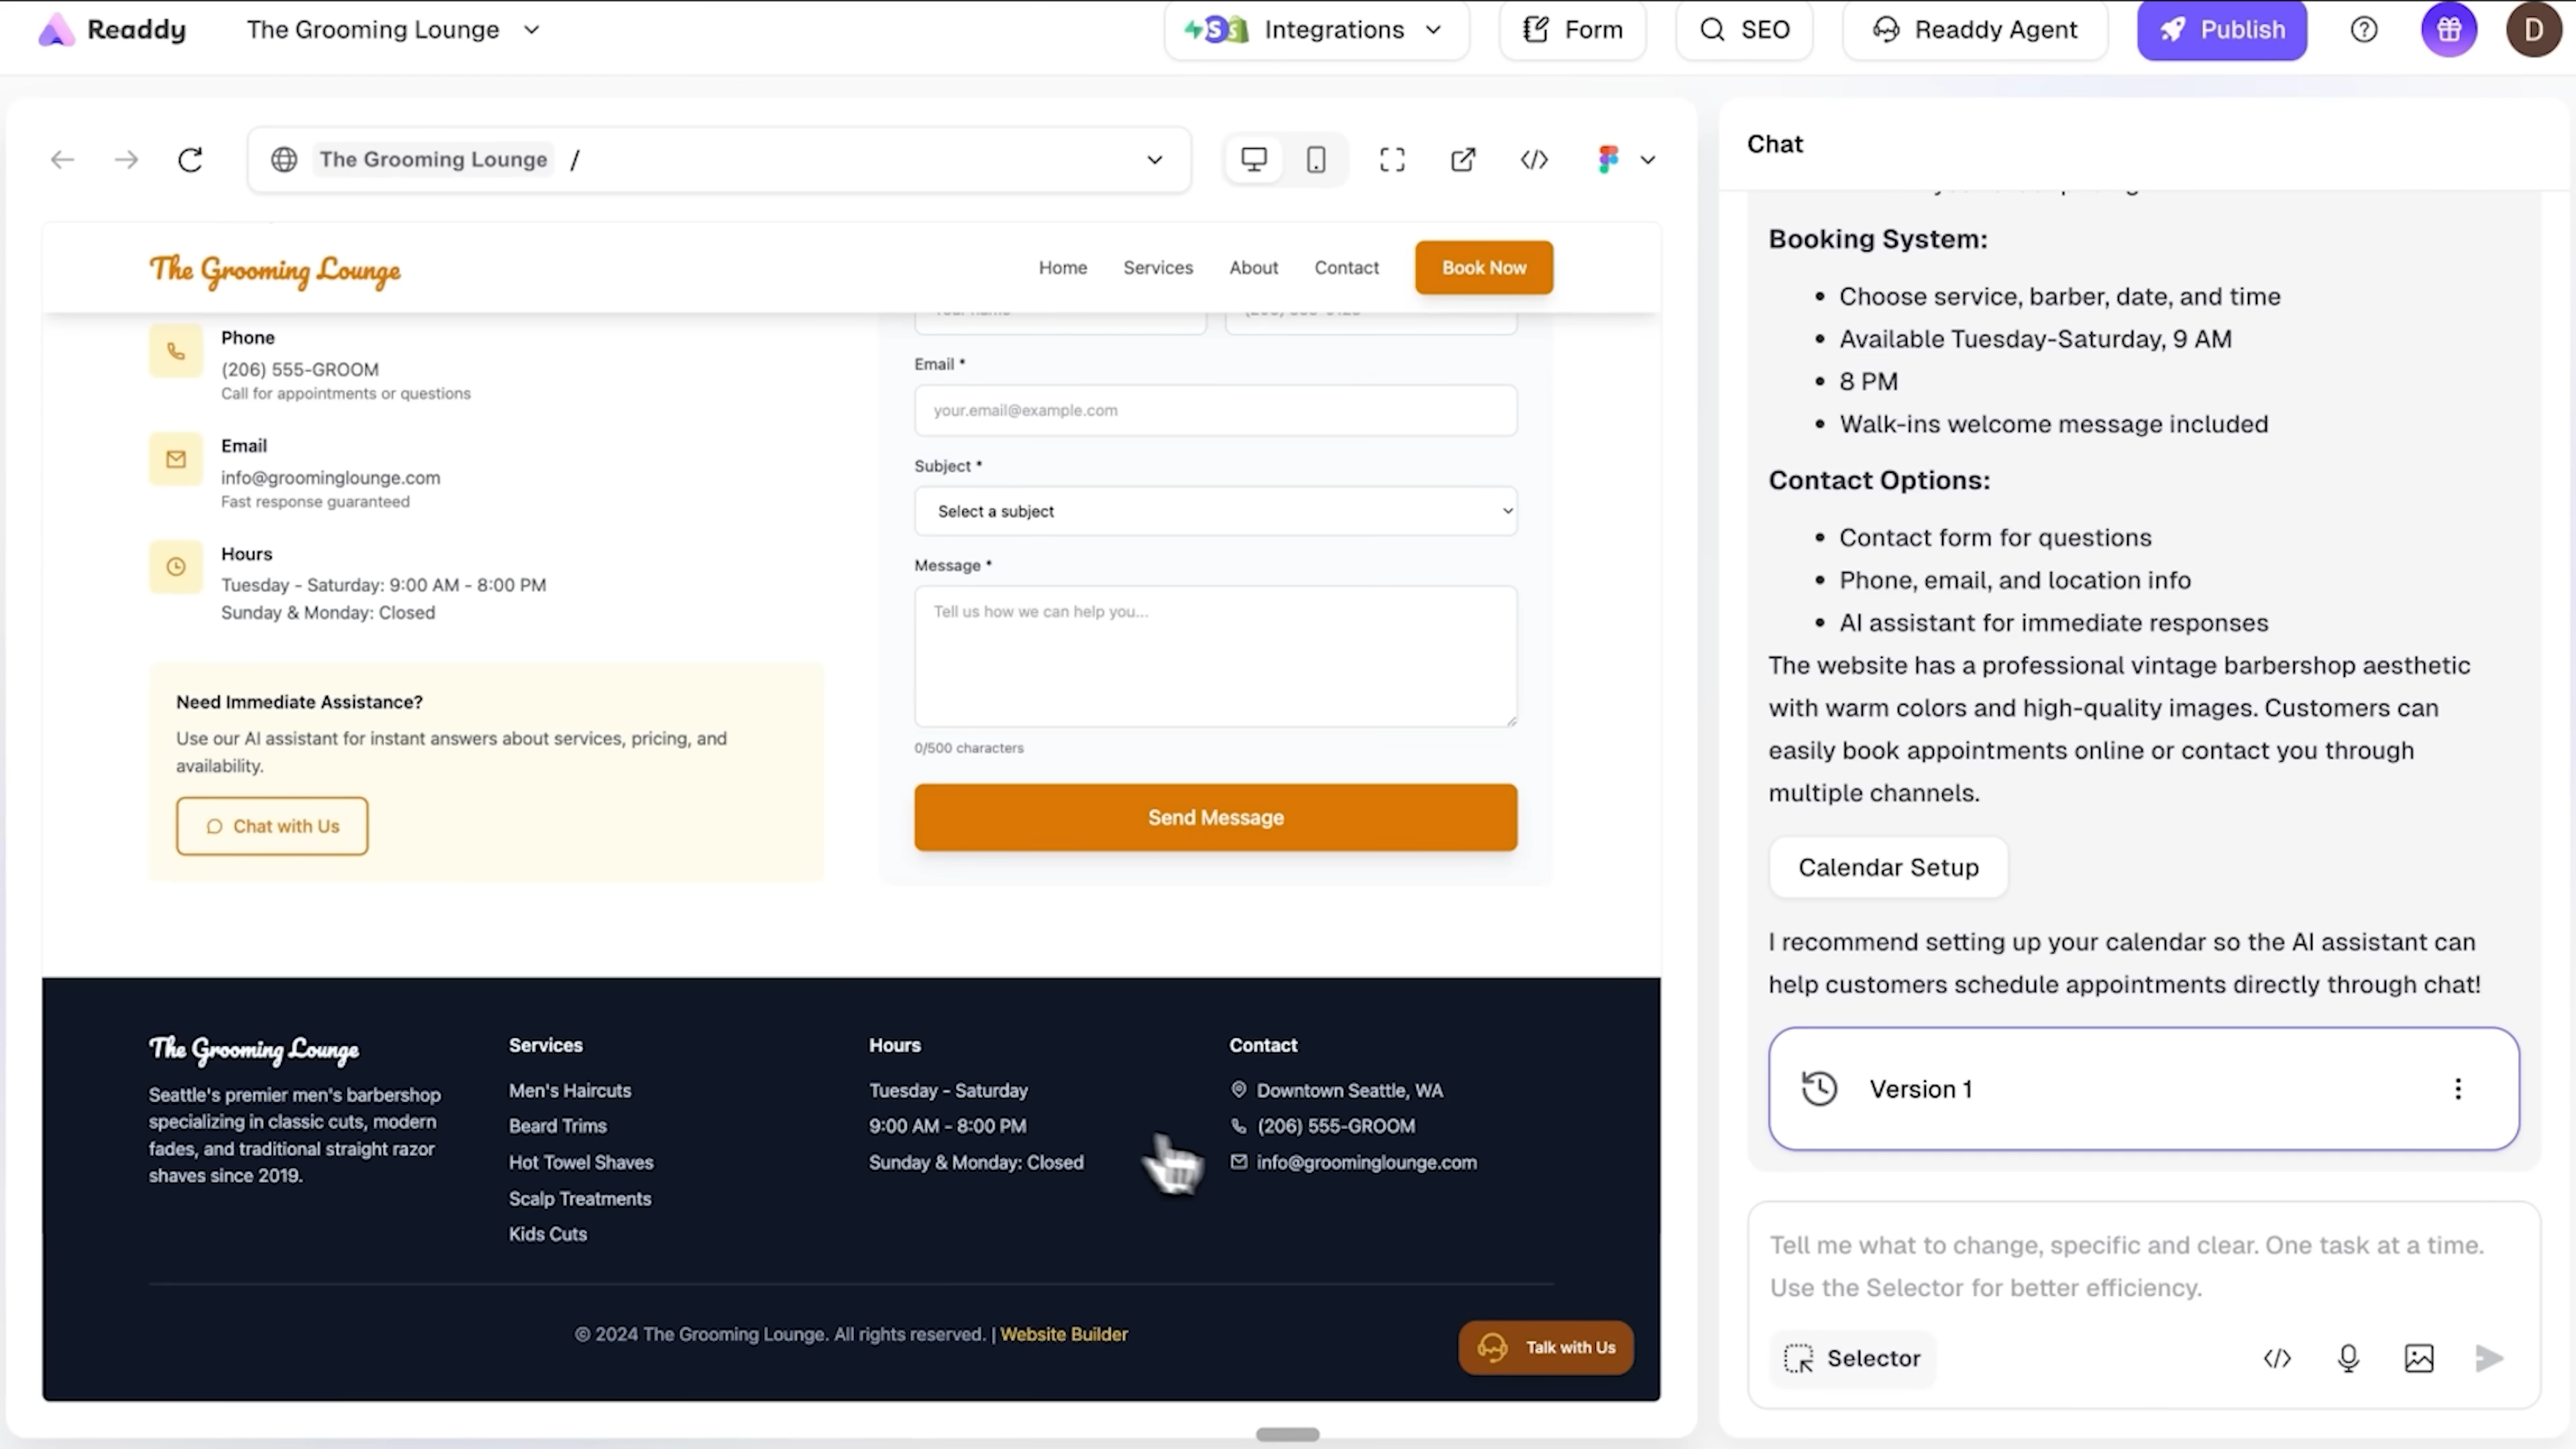 Readdy
The Grooming Lounge
Integrations
Form
SEO
Readdy Agent
Publish
D
The Grooming Lounge /
The Grooming Lounge
Home
Services
About
Contact
Book Now
Phone
(206) 555-GROOM
Call for appointments or questions
Email
info@groominglounge.com
Fast response guaranteed
Hours
Tuesday - Saturday: 9:00 AM - 8:00 PM
Sunday & Monday: Closed
Need Immediate Assistance?
Use our AI assistant for instant answers about services, pricing, and
availability.
Chat with Us
Email *
your.email@example.com
Subject *
Select a subject
Message *
Tell us how we can help you...
0/500 characters
Send Message
The Grooming Lounge
Seattle's premier men's barbershop
specializing in classic cuts, modern
fades, and traditional straight razor
shaves since 2019.
Services
Men's Haircuts
Beard Trims
Hot Towel Shaves
Scalp Treatments
Kids Cuts
Hours
Tuesday - Saturday
9:00 AM - 8:00 PM
Sunday & Monday: Closed
Contact
Downtown Seattle, WA
(206) 555-GROOM
info@groominglounge.com
© 2024 The Grooming Lounge. All rights reserved. | Website Builder
Talk with Us
Chat
Booking System:
• Choose service, barber, date, and time
• Available Tuesday-Saturday, 9 AM
• 8 PM
• Walk-ins welcome message included
Contact Options:
• Contact form for questions
• Phone, email, and location info
• AI assistant for immediate responses
The website has a professional vintage barbershop aesthetic
with warm colors and high-quality images. Customers can
easily book appointments online or contact you through
multiple channels.
Calendar Setup
I recommend setting up your calendar so the AI assistant can
help customers schedule appointments directly through chat!
Version 1
Tell me what to change, specific and clear. One task at a time.
Use the Selector for better efficiency.
Selector